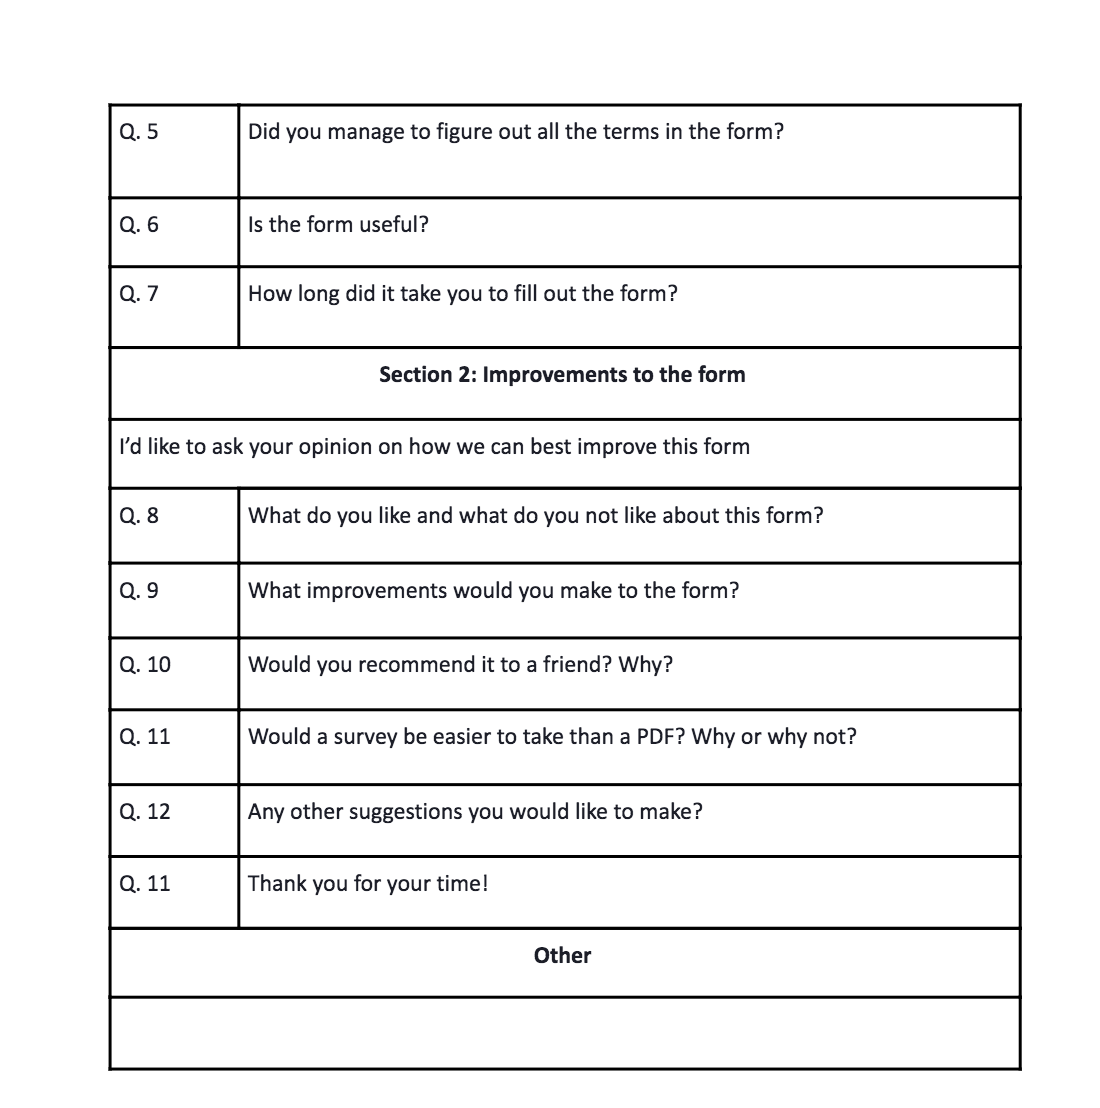 Q. 5 Did you manage to figure out all the terms in the form?
Q. 6 Is the form useful?
Q. 7 How long did it take you to fill out the form?
Section 2: Improvements to the form
I’d like to ask your opinion on how we can best improve this form
Q. 8 What do you like and what do you not like about this form?
Q. 9 What improvements would you make to the form?
Q. 10 Would you recommend it to a friend? Why?
Q. 11 Would a survey be easier to take than a PDF? Why or why not?
Q. 12 Any other suggestions you would like to make?
Q. 11 Thank you for your time!
Other